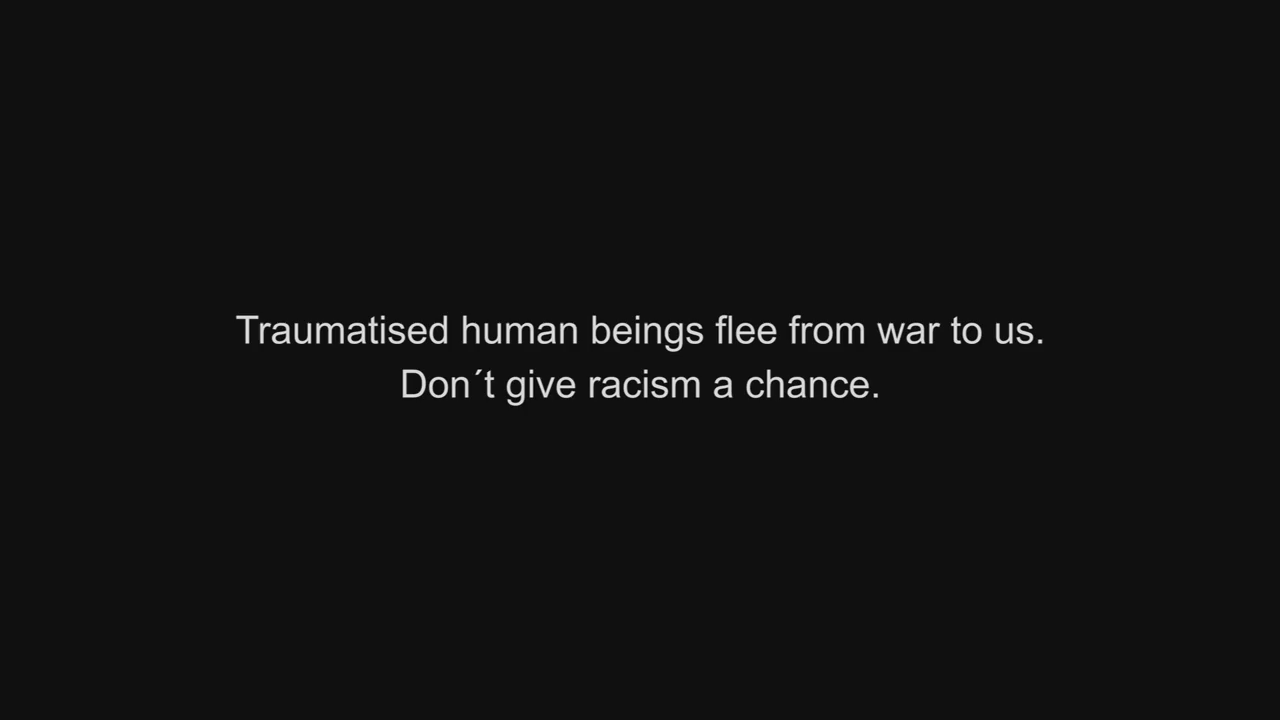 Traumatised human beings flee from war to us.
Don´t give racism a chance.